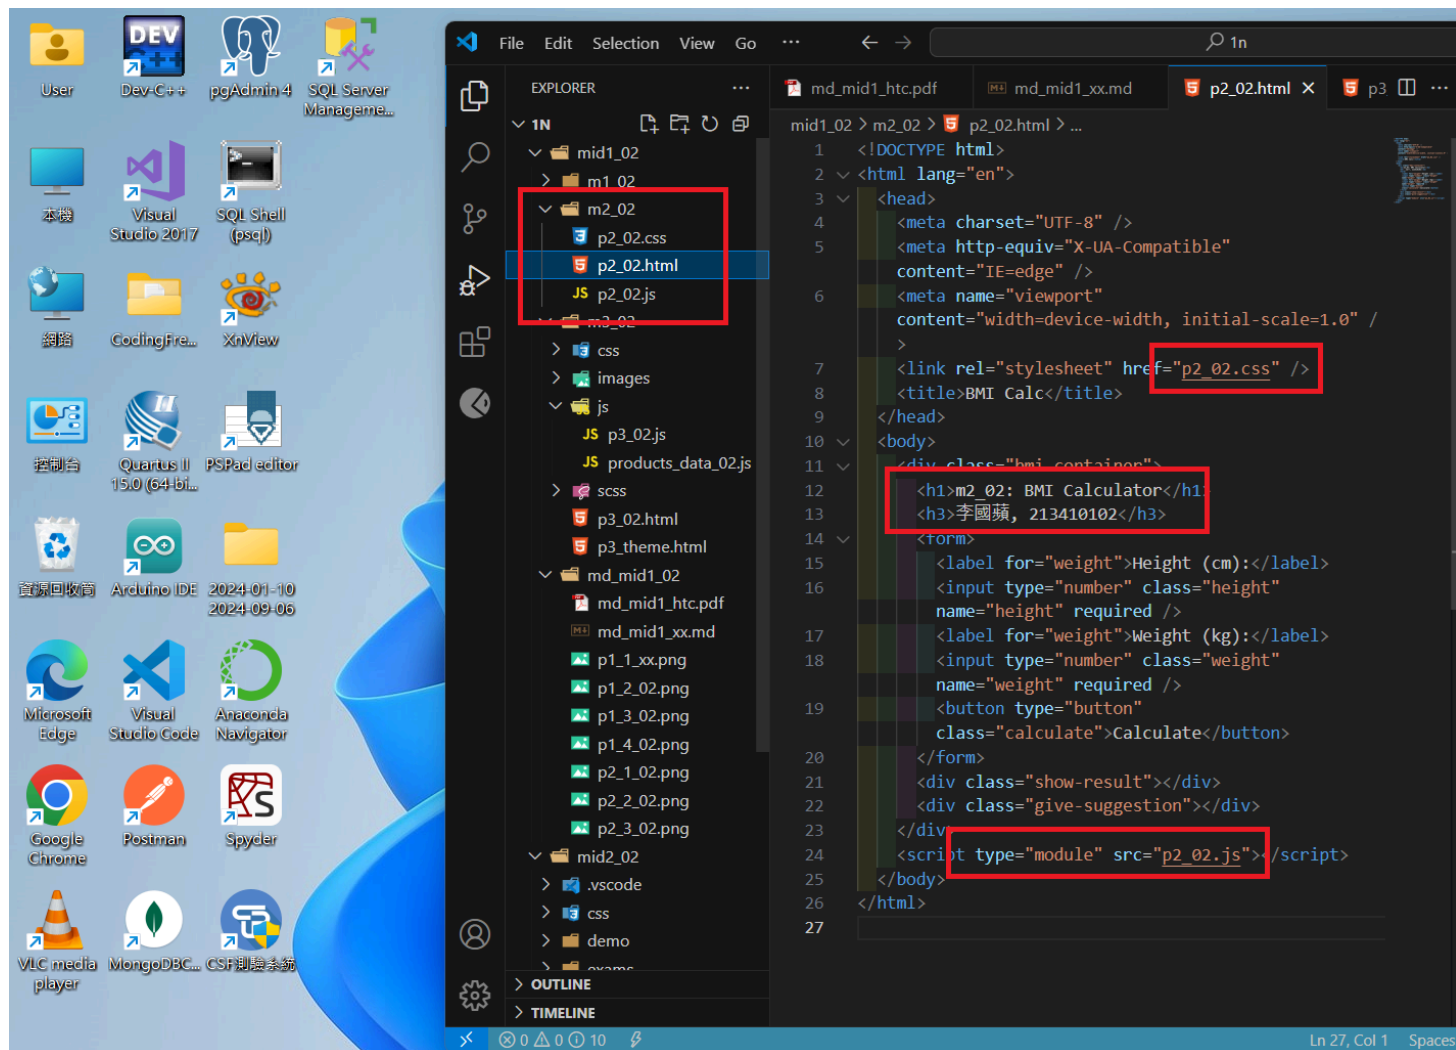 User
Dev-C++
pgAdmin 4
SQL Server
Manageme...
本機
Visual
Studio 2017
SQL Shell
(psql)
網路
CodingFre...
XnView
控制台
Quartus II
15.0 (64-bi...
PSPad editor
資源回收筒
Arduino IDE
2024-01-10
2024-09-06
Microsoft
Edge
Visual
Studio Code
Anaconda
Navigator
Google
Chrome
Postman
Spyder
VLC media
player
MongoDBC...
CSF測驗系統
File Edit Selection View Go ...
1n
EXPLORER
1N
mid1_02
m1_02
m2_02
p2_02.css
p2_02.html
JS p2_02.js
m3_02
css
images
js
JS p3_02.js
JS products_data_02.js
scss
p3_02.html
p3_theme.html
md_mid1_02
md_mid1_htc.pdf
md_mid1_xx.md
p1_1_xx.png
p1_2_02.png
p1_3_02.png
p1_4_02.png
p2_1_02.png
p2_2_02.png
p2_3_02.png
mid2_02
.vscode
css
demo
exams
OUTLINE
TIMELINE
md_mid1_htc.pdf md_mid1_xx.md p2_02.html p3
mid1_02 > m2_02 > p2_02.html > ...
1 <!DOCTYPE html>
2 <html lang="en">
3 <head>
4 <meta charset="UTF-8" />
5 <meta http-equiv="X-UA-Compatible"
content="IE=edge" />
6 <meta name="viewport"
content="width=device-width, initial-scale=1.0" /
>
7 <link rel="stylesheet" href="p2_02.css" />
8 <title>BMI Calc</title>
9 </head>
10 <body>
11 <div class="bmi-container">
12 <h1>m2_02: BMI Calculator</h1>
13 <h3>李國蘋, 213410102</h3>
14 <form>
15 <label for="weight">Height (cm):</label>
16 <input type="number" class="height"
name="height" required />
17 <label for="weight">Weight (kg):</label>
18 <input type="number" class="weight"
name="weight" required />
19 <button type="button"
class="calculate">Calculate</button>
20 </form>
21 <div class="show-result"></div>
22 <div class="give-suggestion"></div>
23 </div>
24 <script type="module" src="p2_02.js"></script>
25 </body>
26 </html>
27
0 0 10
Ln 27, Col 1 Spaces